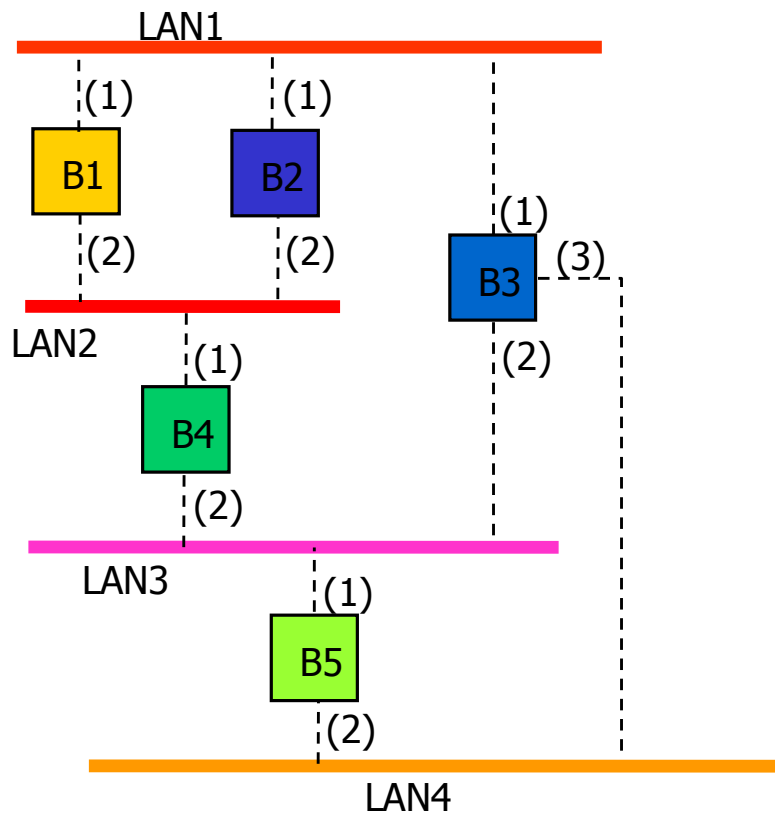 LAN1
(1) (1)
B1 B2
(1)
(2) (2) B3 (3)
LAN2
(1) (2)
B4
(2)
LAN3
(1)
B5
(2)
LAN4